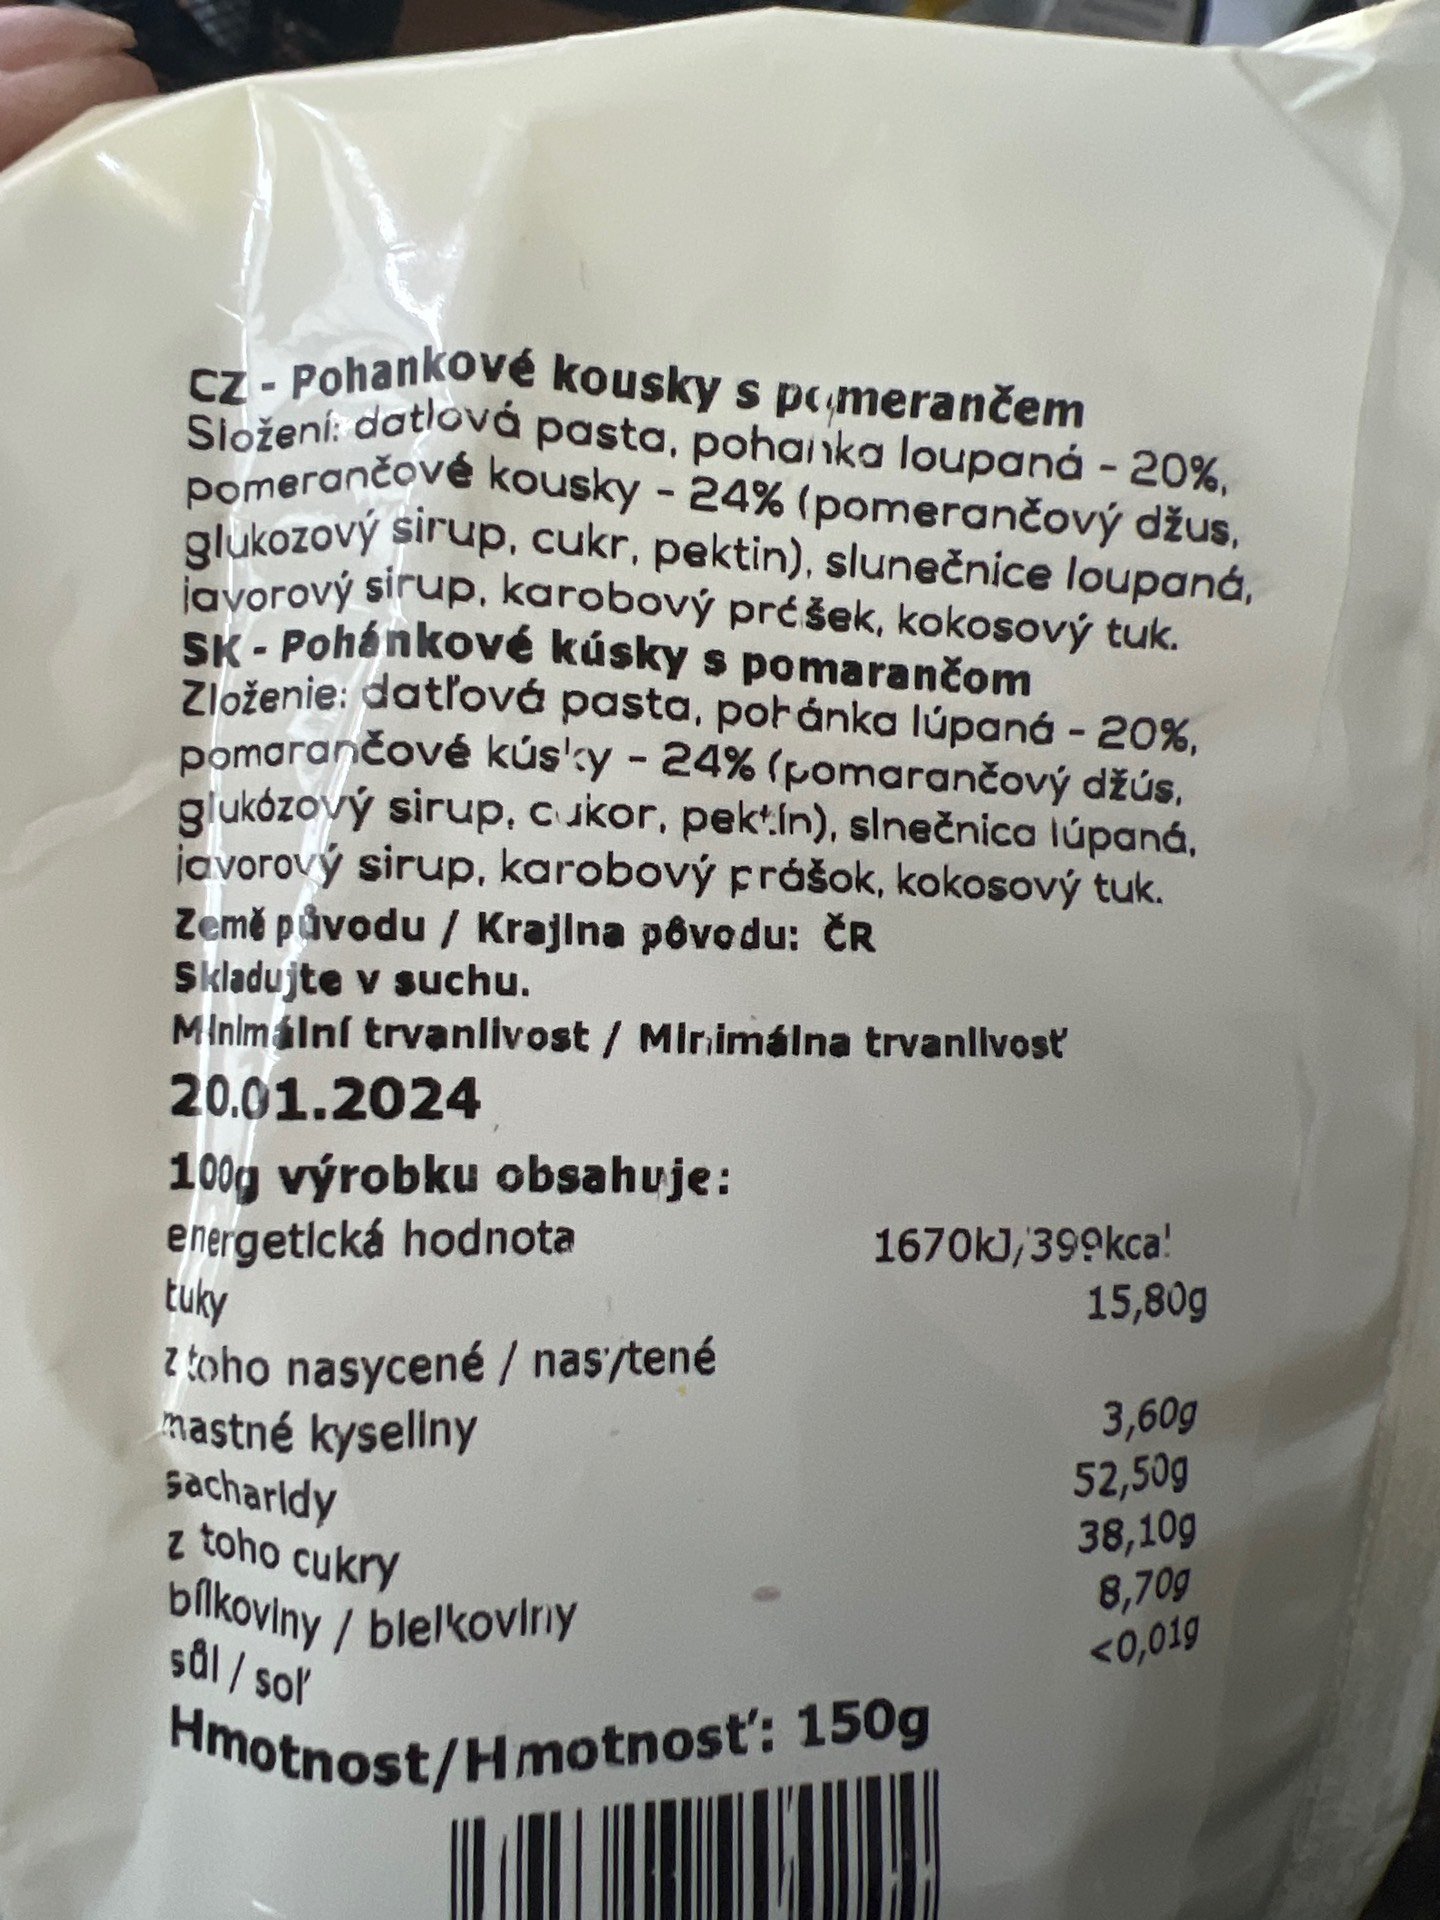 CZ - Pohankové kousky s pomerančem
Složení: datlová pasta, pohanka loupaná - 20%,
pomerančové kousky - 24% (pomerančový džus,
glukozový sirup, cukr, pektin), slunečnice loupaná,
javorový sirup, karobový prášek, kokosový tuk.
SK - Pohánkové kúsky s pomarančom
Zloženie: datľová pasta, pohánka lúpaná - 20%,
pomarančové kúsky - 24% (pomarančový džús,
glukózový sirup, cukor, pektín), slnečnica lúpaná,
javorový sirup, karobový prášok, kokosový tuk.
Země původu / Krajina pôvodu: ČR
Skladujte v suchu.
Minimální trvanlivost / Minimálna trvanlivosť
20.01.2024
100g výrobku obsahuje:
energetická hodnota 1670kJ/399kcal
tuky 15,80g
z toho nasycené / nasýtené
mastné kyseliny 3,60g
sacharidy 52,50g
z toho cukry 38,10g
bílkoviny / bielkoviny 8,70g
sůl / soľ <0,01g
Hmotnost/Hmotnosť: 150g